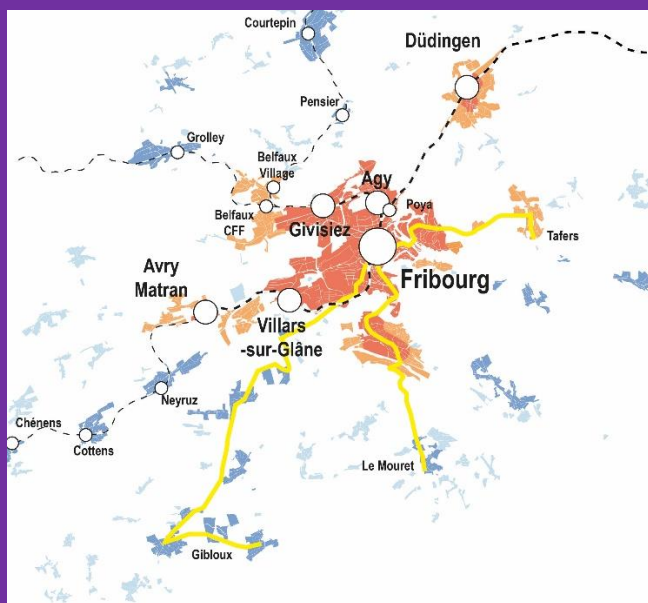 Courtepin
Düdingen
Pensier
Grolley
Belfaux
Village
Agy
Poya
Belfaux
CFF
Givisiez
Tafers
Avry
Matran
Fribourg
Villars
-sur-Glâne
Neyruz
Chénens
Cottens
Le Mouret
Gibloux